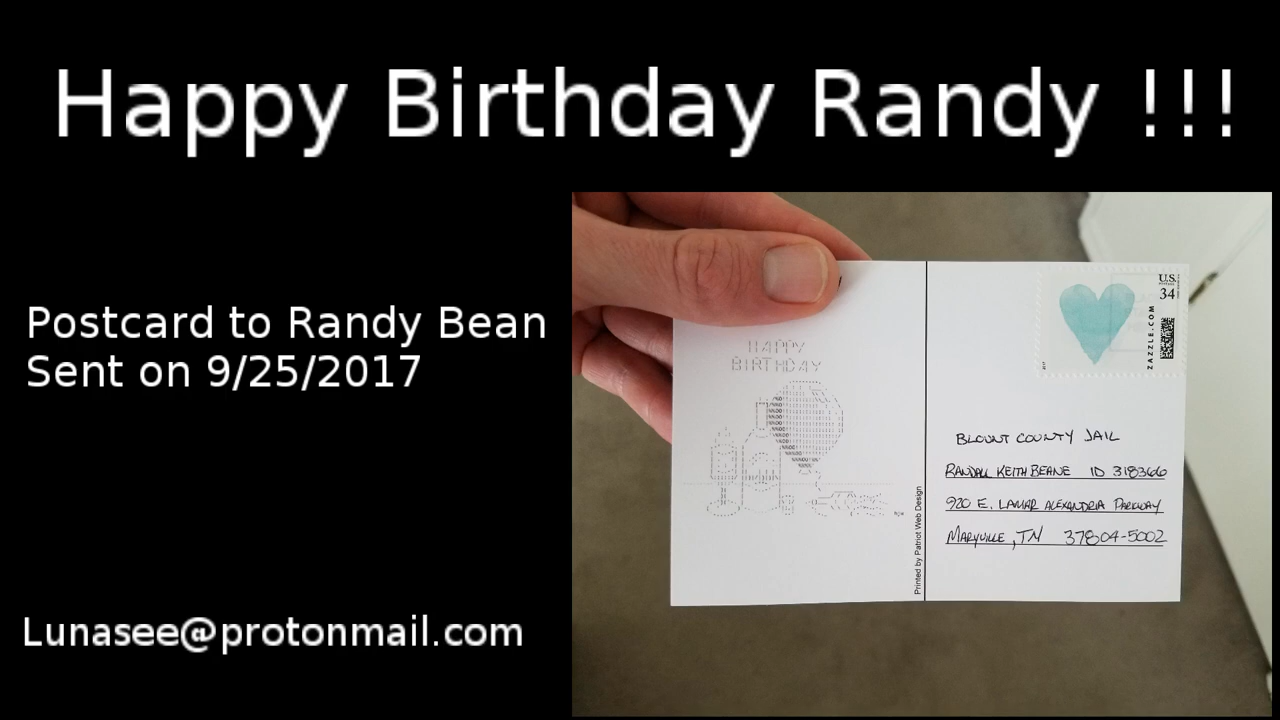 Happy Birthday Randy !!!
Postcard to Randy Bean
Sent on 9/25/2017
Lunasee@protonmail.com
HAPPY
BIRTHDAY
Printed by Patriot Web Design
U.S.
34
ZAZZLE.COM
BLOUNT COUNTY JAIL
RANDALL KEITH BEANE ID 318366
920 E. LAMAR ALEXANDRIA PARKWAY
MARYVILLE, TN 37804-5002